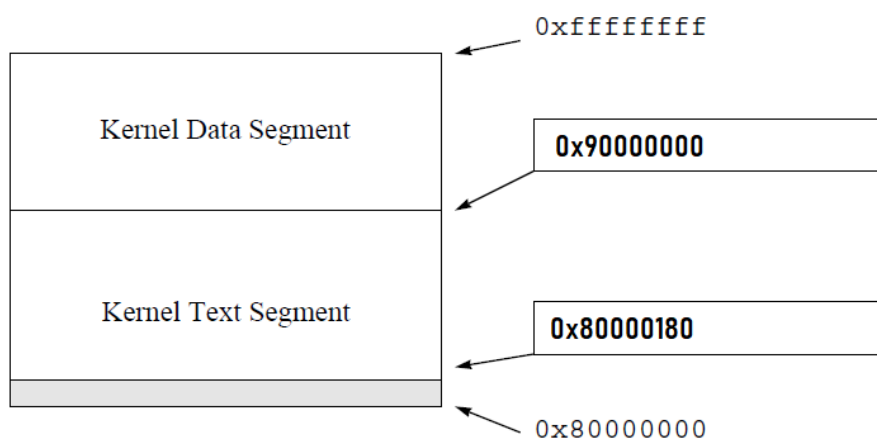 0xffffffff
Kernel Data Segment
0x90000000
Kernel Text Segment
0x80000180
0x80000000